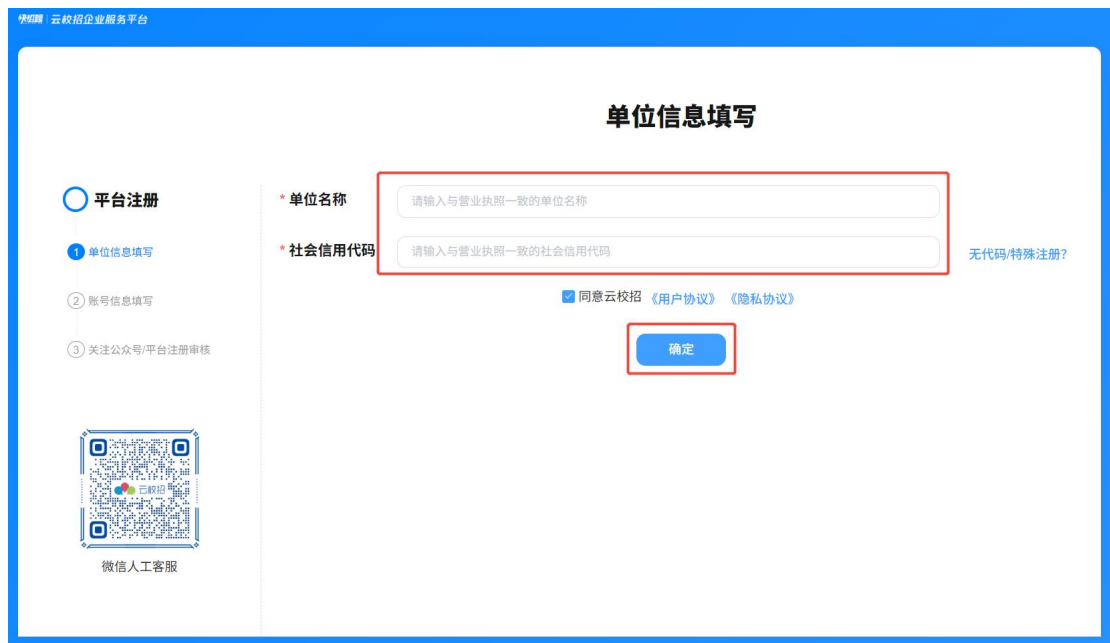 云校招企业服务平台
单位信息填写
平台注册
1 单位信息填写
2 账号信息填写
3 关注公众号/平台注册审核
* 单位名称
请输入与营业执照一致的单位名称
* 社会信用代码
请输入与营业执照一致的社会信用代码
无代码/特殊注册?
同意云校招 《用户协议》 《隐私协议》
确定
云校招
微信人工客服